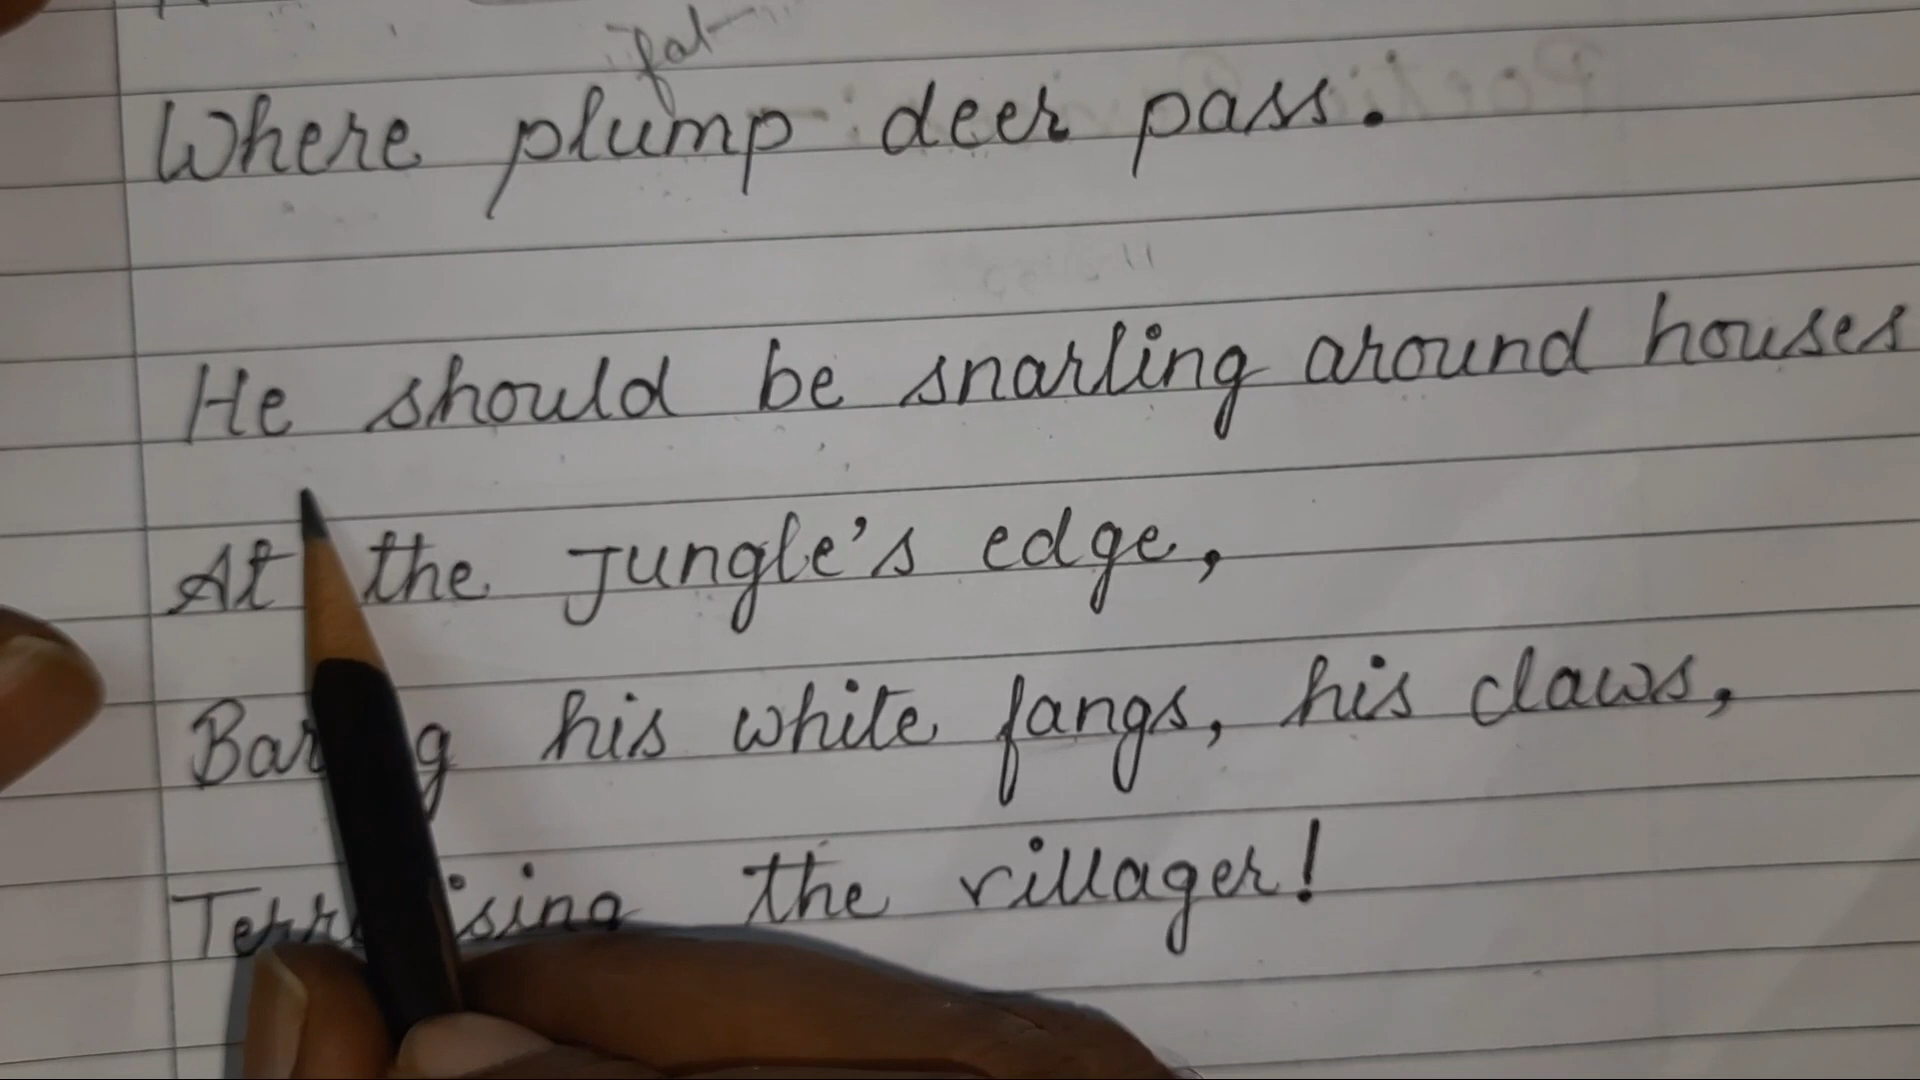 fat
Where plump deer pass.
He should be snarling around houses
At the Jungle's edge,
his white fangs, his claws,
the villager!